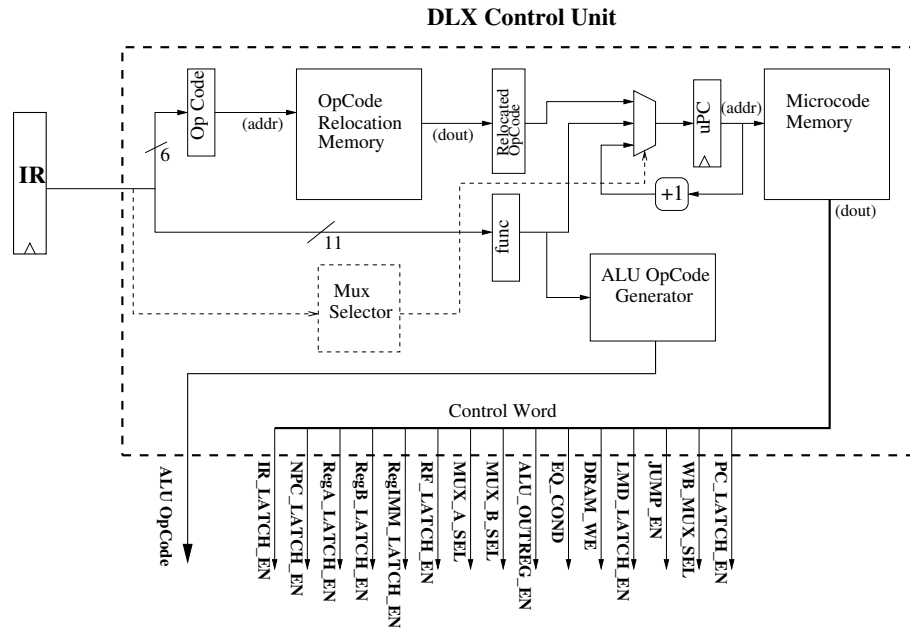 DLX Control Unit
IR
6
Op Code
(addr)
OpCode
Relocation
Memory
(dout)
Relocated
OpCode
uPC
(addr)
Microcode
Memory
(dout)
+1
11
func
Mux
Selector
ALU OpCode
Generator
Control Word
ALU OpCode
IR_LATCH_EN
NPC_LATCH_EN
RegA_LATCH_EN
RegB_LATCH_EN
RegIMM_LATCH_EN
RF_LATCH_EN
MUX_A_SEL
MUX_B_SEL
ALU_OUTREG_EN
EQ_COND
DRAM_WE
LMD_LATCH_EN
JUMP_EN
WB_MUX_SEL
PC_LATCH_EN